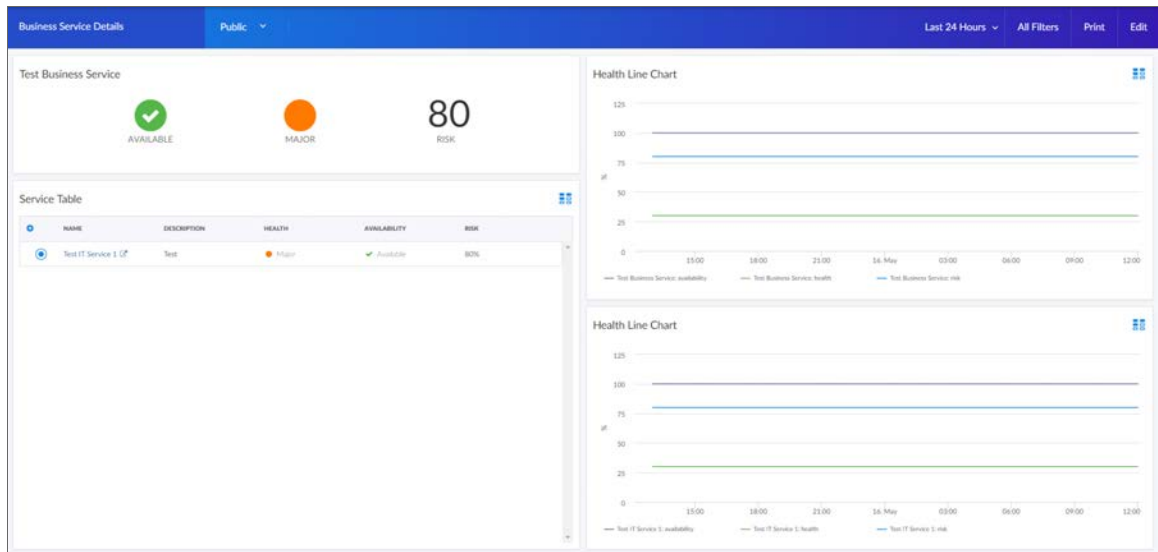 Business Service Details
Public
Last 24 Hours
All Filters
Print
Edit
Test Business Service
AVAILABLE
MAJOR
80
RISK
Service Table
NAME DESCRIPTION HEALTH AVAILABILITY RISK
Test IT Service 1 Test Major Available 80%
Health Line Chart
125
100
75
%
50
25
0
15:00 18:00 21:00 16. May 03:00 06:00 09:00 12:00
Test Business Service: availability Test Business Service: health Test Business Service: risk
Health Line Chart
125
100
75
%
50
25
0
15:00 18:00 21:00 16. May 03:00 06:00 09:00 12:00
Test IT Service 1: availability Test IT Service 1: health Test IT Service 1: risk